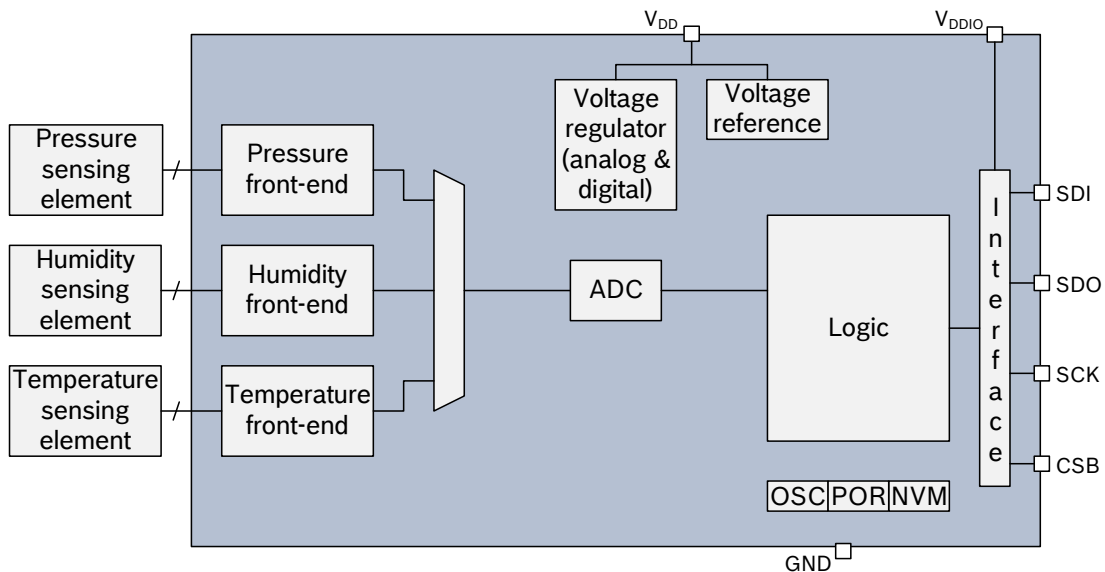 VDD
VDDIO
Pressure
sensing
element
Pressure
front-end
Voltage
regulator
(analog &
digital)
Voltage
reference
Humidity
sensing
element
Humidity
front-end
ADC
Logic
Interface
SDI
SDO
SCK
CSB
Temperature
sensing
element
Temperature
front-end
OSC POR NVM
GND